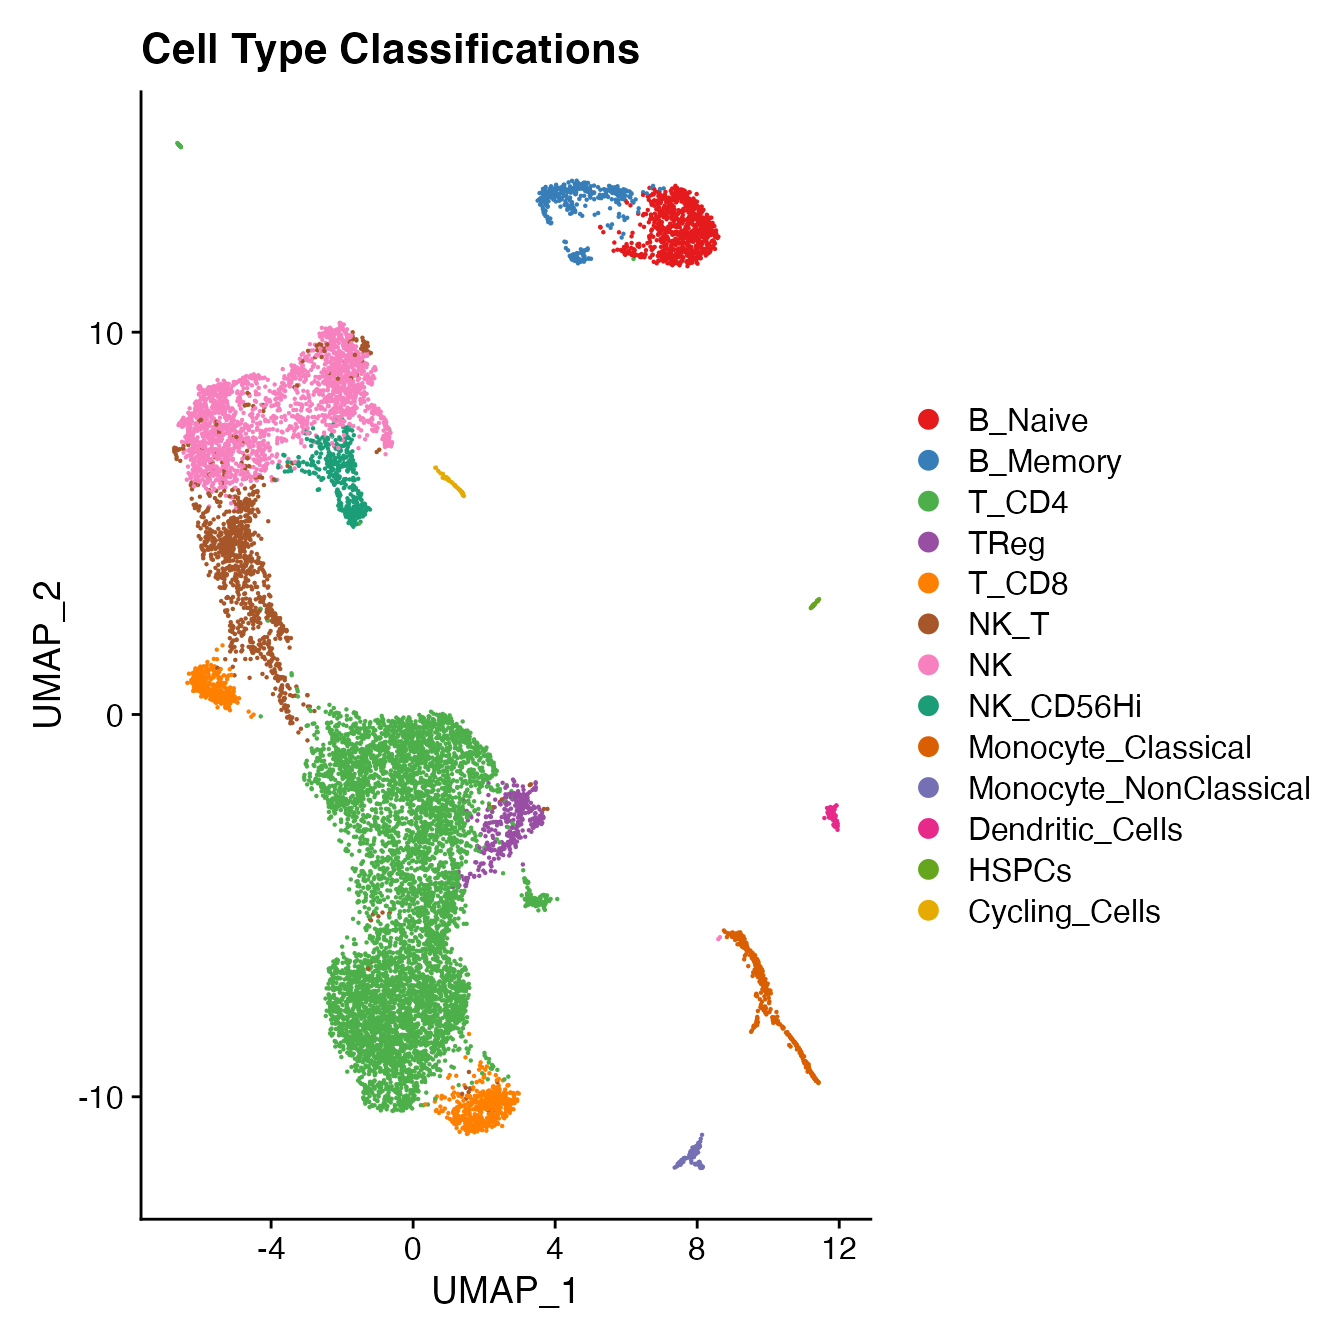 Cell Type Classifications
10
0
-10
UMAP_2
-4
0
4
8
12
UMAP_1
B_Naive
B_Memory
T_CD4
TReg
T_CD8
NK_T
NK
NK_CD56Hi
Monocyte_Classical
Monocyte_NonClassical
Dendritic_Cells
HSPCs
Cycling_Cells